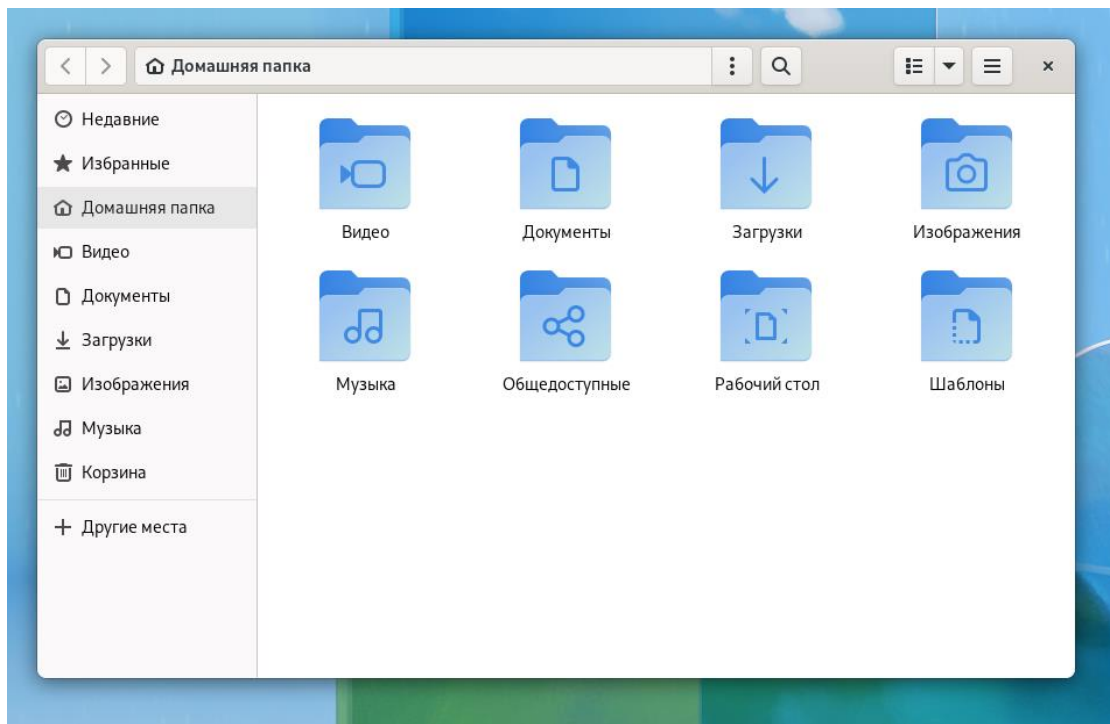 Домашняя папка
Недавние
Избранные
Домашняя папка
Видео
Документы
Загрузки
Изображения
Музыка
Корзина
Другие места
Видео
Документы
Загрузки
Изображения
Музыка
Общедоступные
Рабочий стол
Шаблоны